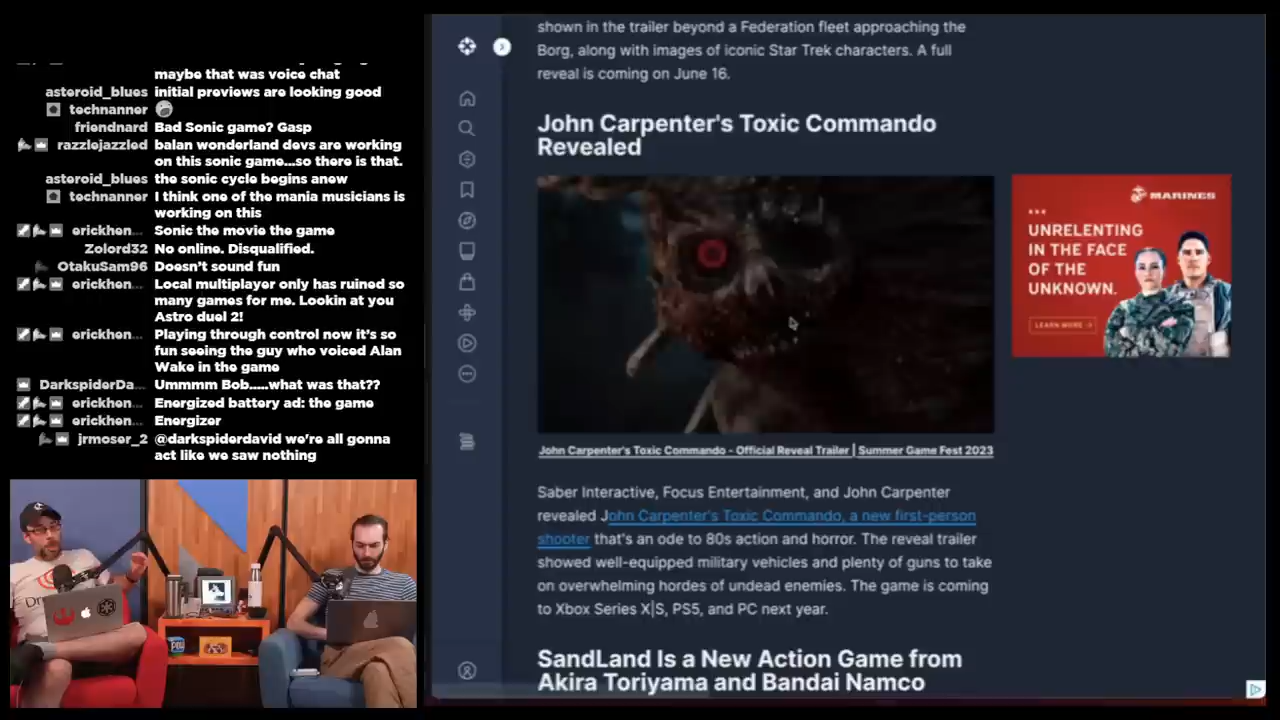 maybe that was voice chat
asteroid_blues initial previews are looking good
technanner
friendnard Bad Sonic game? Gasp
razzlejazzled balan wonderland devs are working
on this sonic game...so there is that.
asteroid_blues the sonic cycle begins anew
technanner I think one of the mania musicians is
working on this
erickhen... Sonic the movie the game
Zolord32 No online. Disqualified.
OtakuSam96 Doesn't sound fun
erickhen... Local multiplayer only has ruined so
many games for me. Lookin at you
Astro duel 2!
erickhen... Playing through control now it's so
fun seeing the guy who voiced Alan
Wake in the game
DarkspiderDa... Ummmm Bob.....what was that??
erickhen... Energized battery ad: the game
erickhen... Energizer
jrmoser_2 @darkspiderdavid we're all gonna
act like we saw nothing
shown in the trailer beyond a Federation fleet approaching the
Borg, along with images of iconic Star Trek characters. A full
reveal is coming on June 16.
John Carpenter's Toxic Commando
Revealed
John Carpenter's Toxic Commando - Official Reveal Trailer | Summer Game Fest 2023
Saber Interactive, Focus Entertainment, and John Carpenter
revealed John Carpenter's Toxic Commando, a new first-person
shooter that's an ode to 80s action and horror. The reveal trailer
showed well-equipped military vehicles and plenty of guns to take
on overwhelming hordes of undead enemies. The game is coming
to Xbox Series X|S, PS5, and PC next year.
SandLand Is a New Action Game from
Akira Toriyama and Bandai Namco
MARINES
UNRELENTING
IN THE FACE
OF THE
UNKNOWN.
LEARN MORE